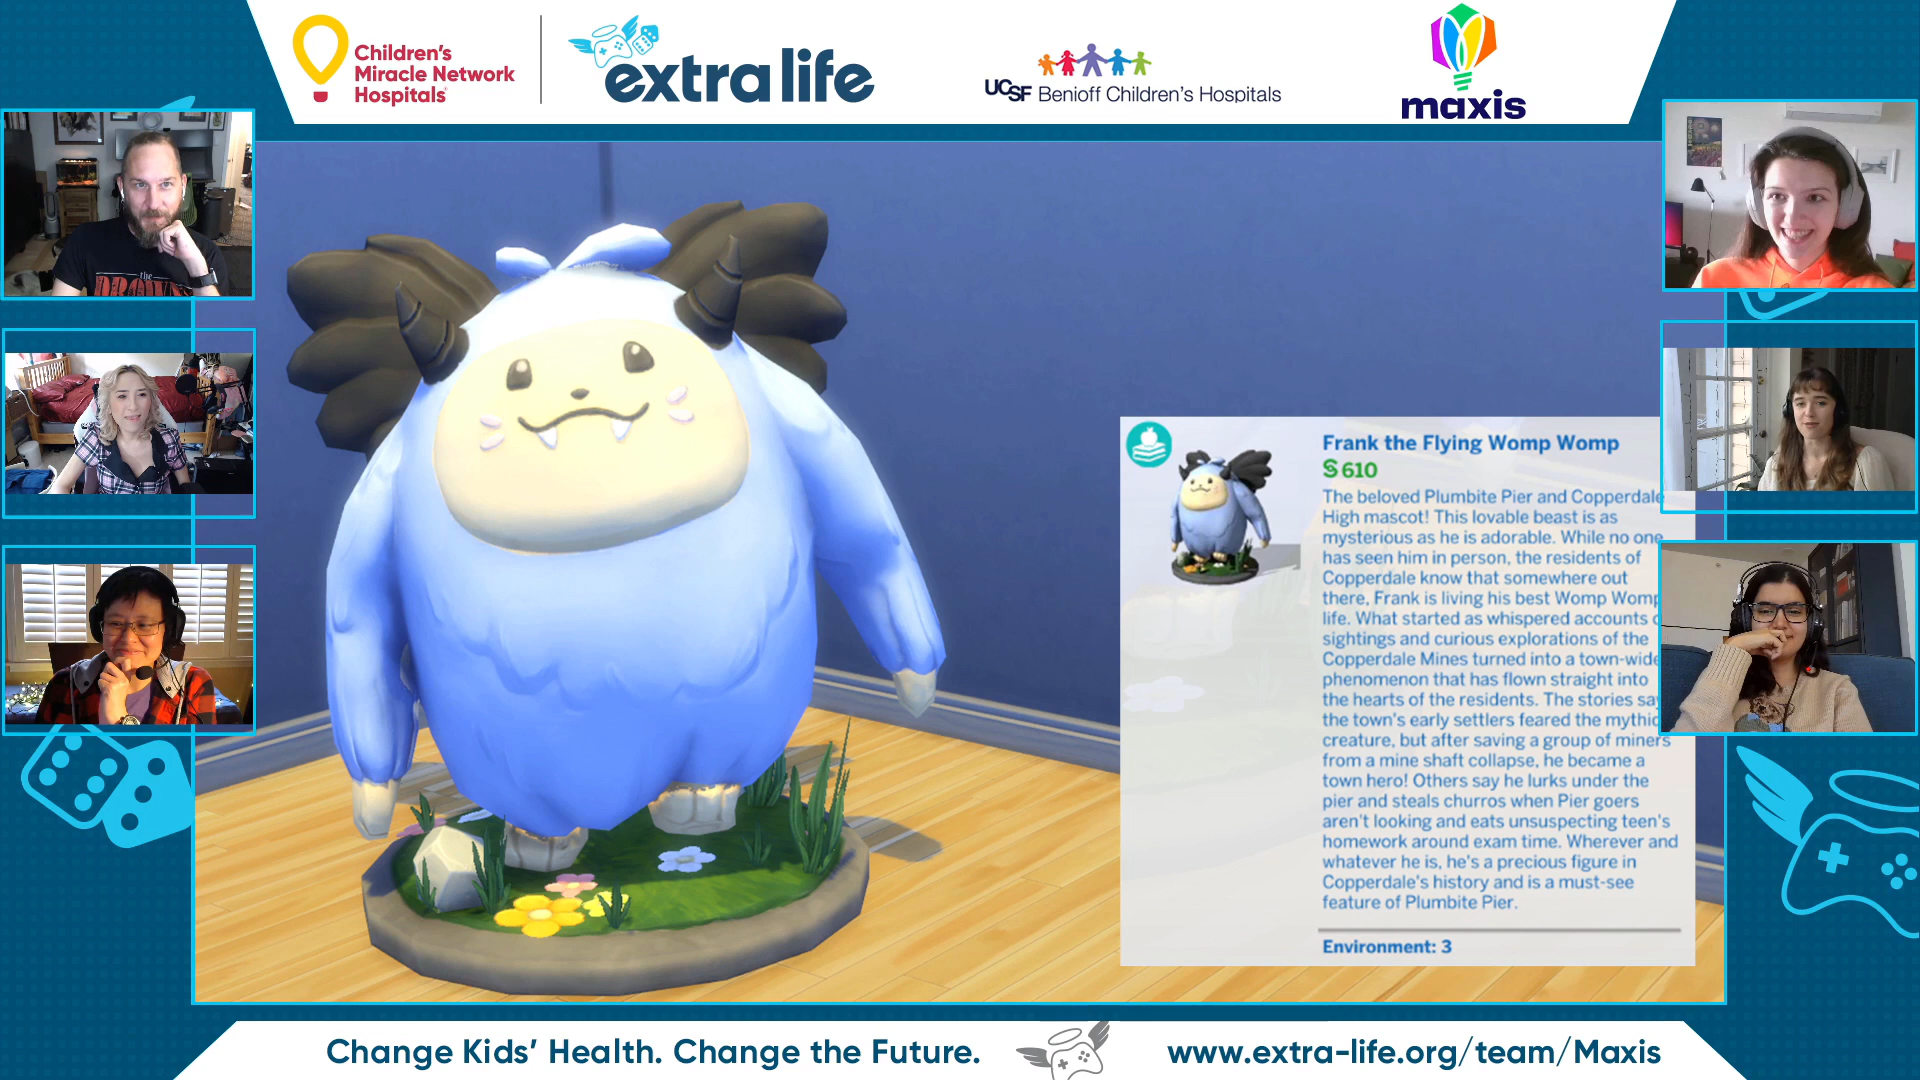 Children's
Miracle Network
Hospitals
extra life
UCSF Benioff Children's Hospitals
maxis
the
Frank the Flying Womp Womp
§610
The beloved Plumbite Pier and Copperdale
High mascot! This lovable beast is as
mysterious as he is adorable. While no one
has seen him in person, the residents of
Copperdale know that somewhere out
there, Frank is living his best Womp Womp
life. What started as whispered accounts
sightings and curious explorations of the
Copperdale Mines turned into a town-wide
phenomenon that has flown straight into
the hearts of the residents. The stories say
the town's early settlers feared the mythic
creature, but after saving a group of miners
from a mine shaft collapse, he became a
town hero! Others say he lurks under the
pier and steals churros when Pier goers
aren't looking and eats unsuspecting teen's
homework around exam time. Wherever and
whatever he is, he's a precious figure in
Copperdale's history and is a must-see
feature of Plumbite Pier.
Environment: 3
Change Kids' Health. Change the Future.
www.extra-life.org/team/Maxis